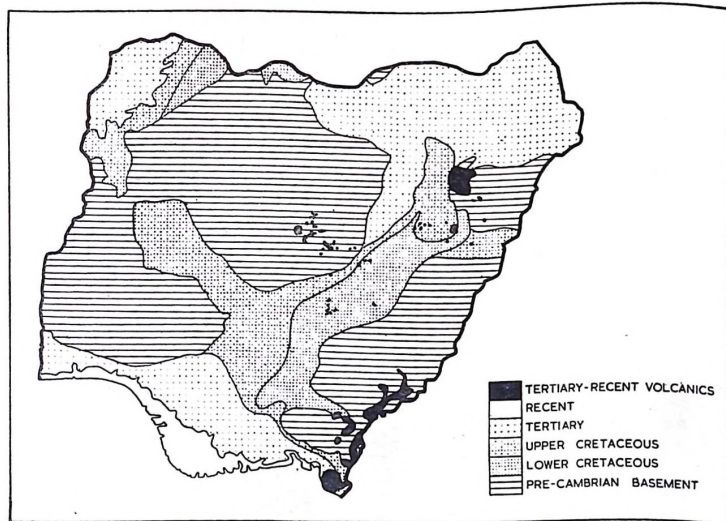 TERTIARY-RECENT VOLCANICS
RECENT
TERTIARY
UPPER CRETACEOUS
LOWER CRETACEOUS
PRE-CAMBRIAN BASEMENT